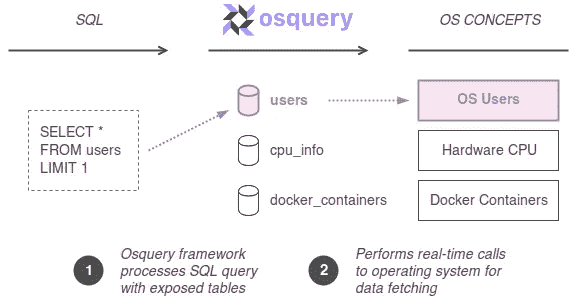 SQL
osquery
OS CONCEPTS
SELECT *
FROM users
LIMIT 1
users
OS Users
cpu_info
Hardware CPU
docker_containers
Docker Containers
1
Osquery framework
processes SQL query
with exposed tables
2
Performs real-time calls
to operating system for
data fetching